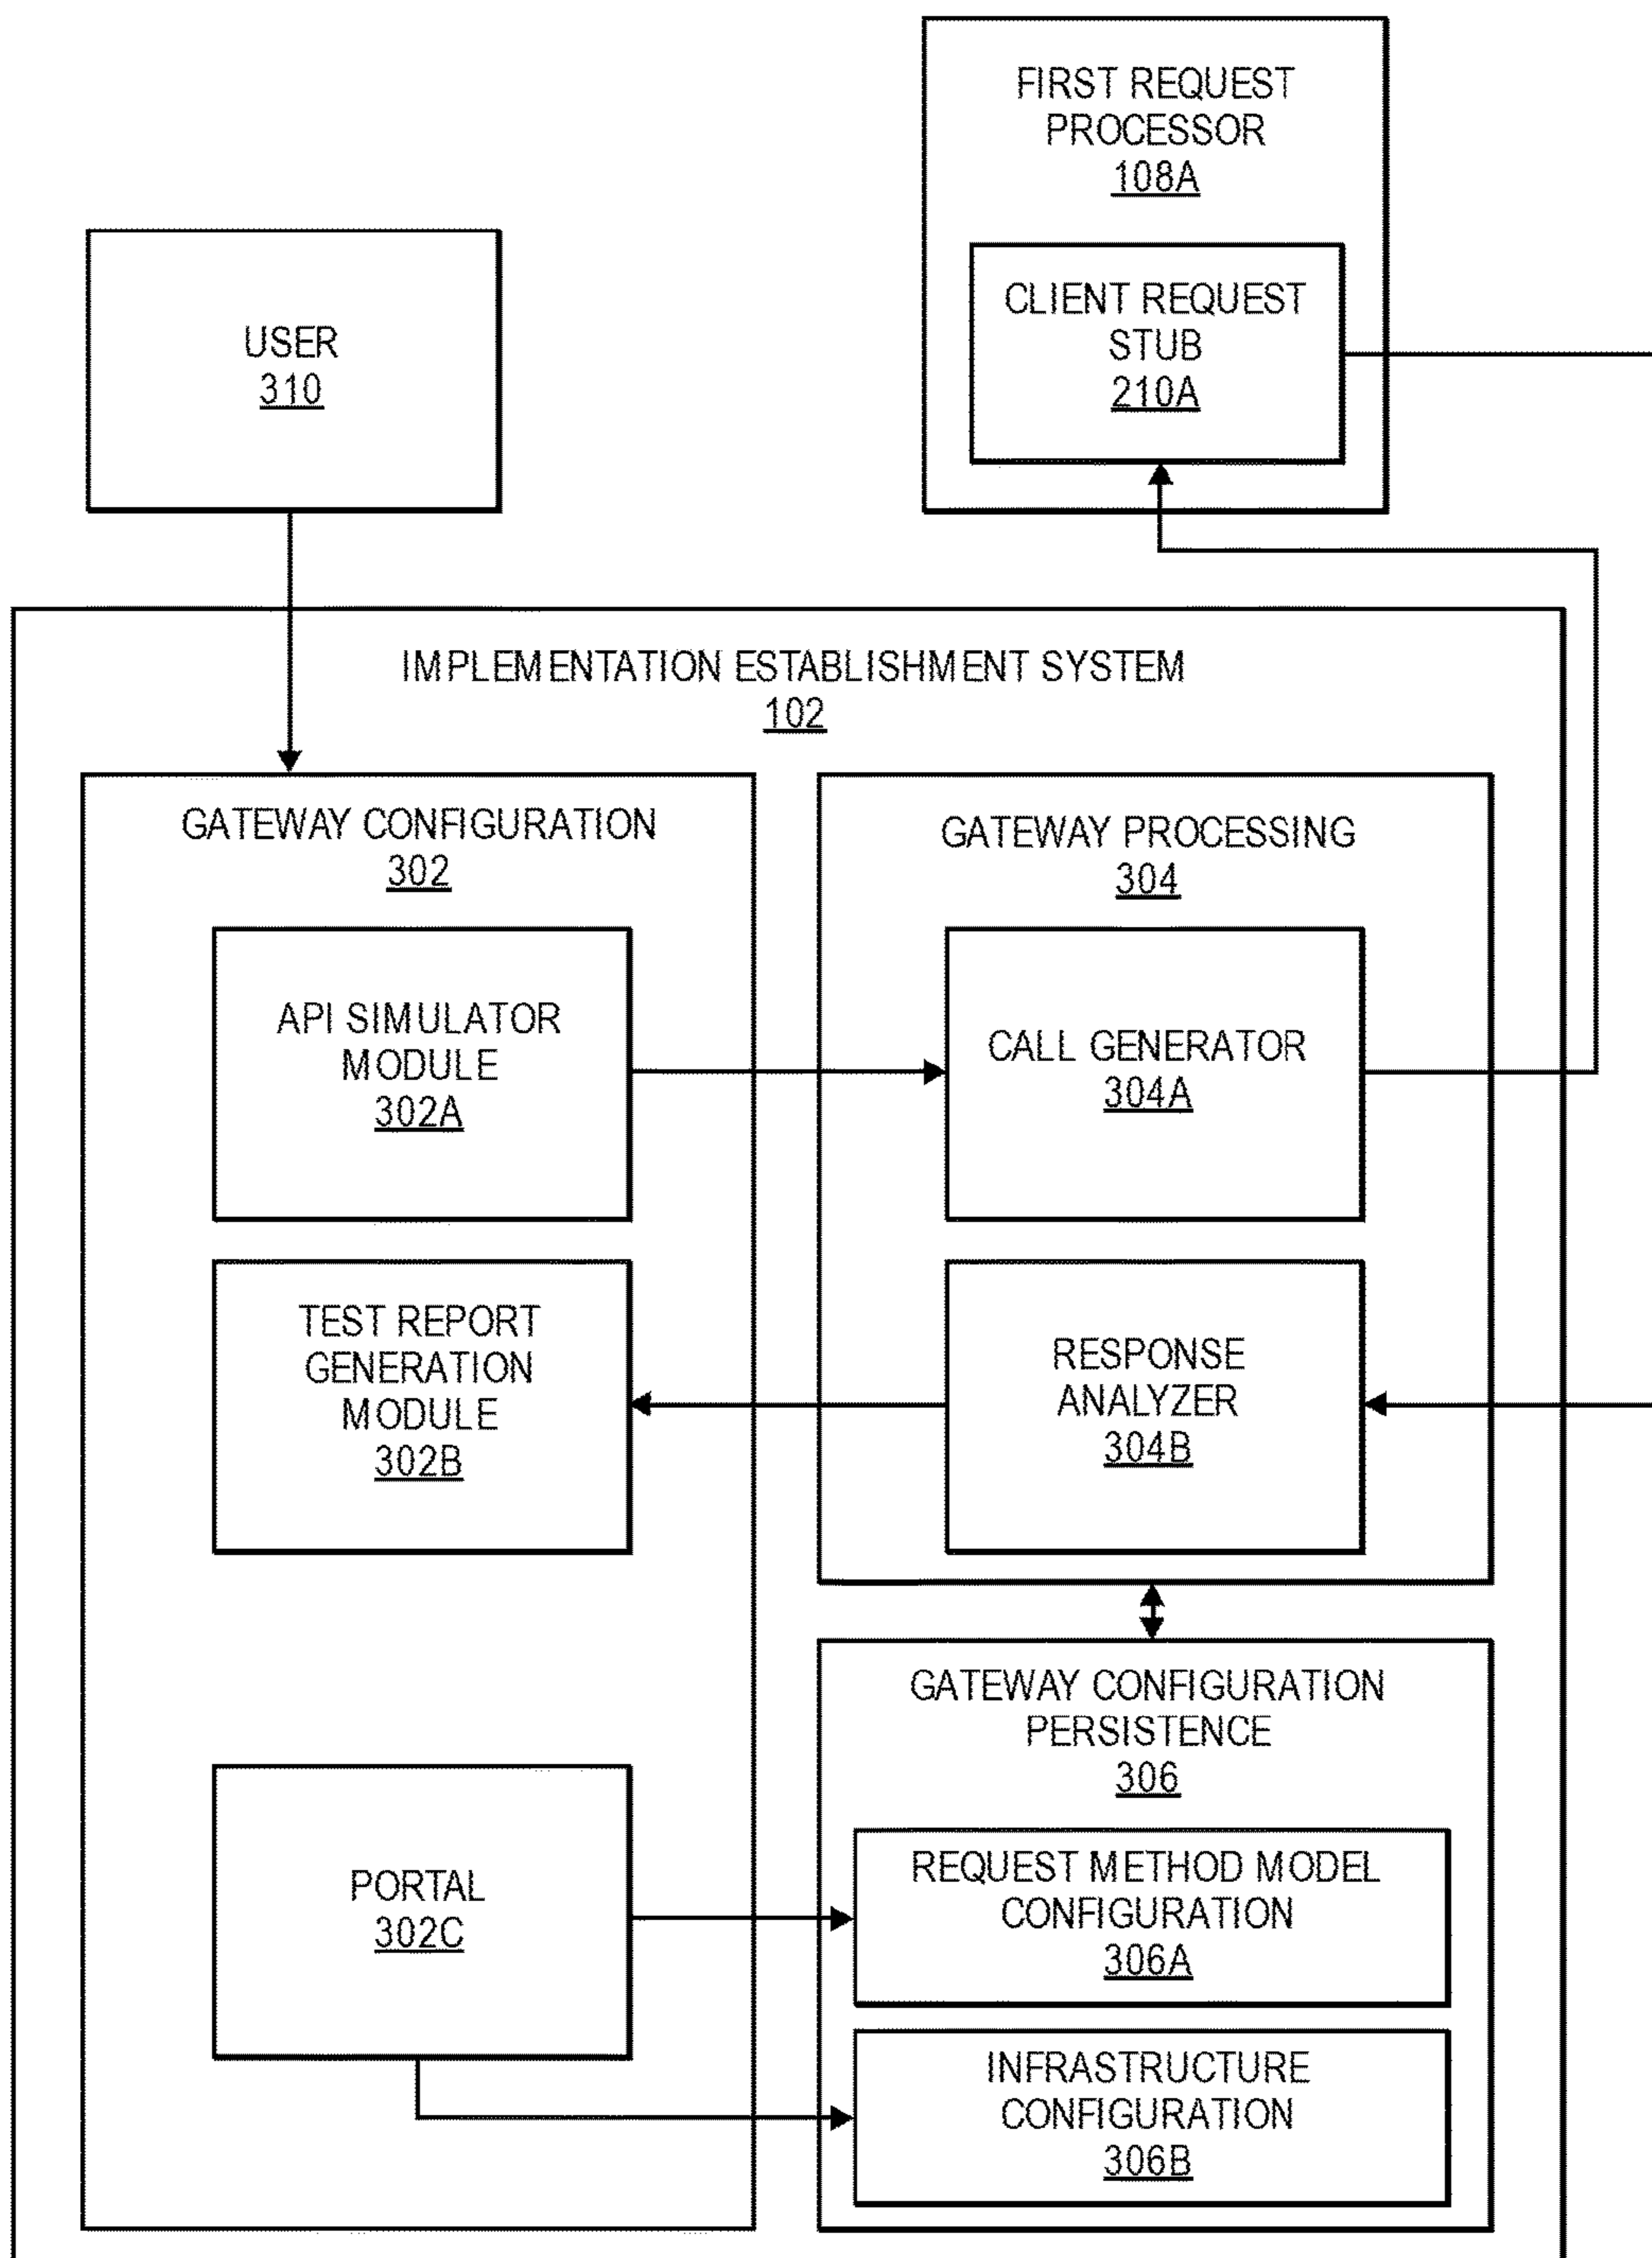 FIRST REQUEST
PROCESSOR
108A
CLIENT REQUEST
STUB
210A
USER
310
IMPLEMENTATION ESTABLISHMENT SYSTEM
102
GATEWAY CONFIGURATION
302
API SIMULATOR
MODULE
302A
TEST REPORT
GENERATION
MODULE
302B
PORTAL
302C
GATEWAY PROCESSING
304
CALL GENERATOR
304A
RESPONSE
ANALYZER
304B
GATEWAY CONFIGURATION
PERSISTENCE
306
REQUEST METHOD MODEL
CONFIGURATION
306A
INFRASTRUCTURE
CONFIGURATION
306B